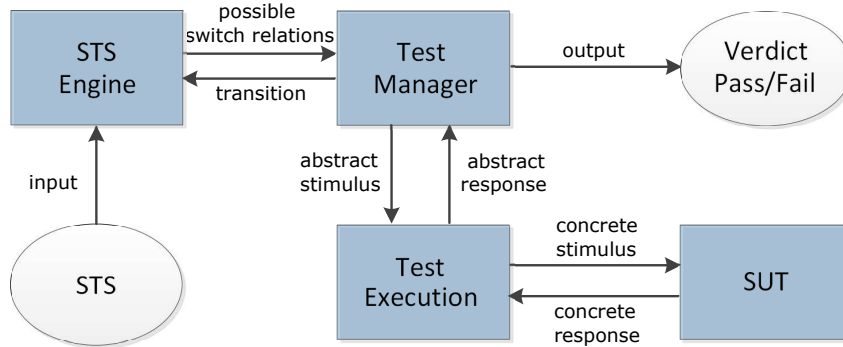 STS
Engine
possible
switch relations
transition
Test
Manager
output
Verdict
Pass/Fail
input
abstract
stimulus
abstract
response
STS
Test
Execution
concrete
stimulus
concrete
response
SUT